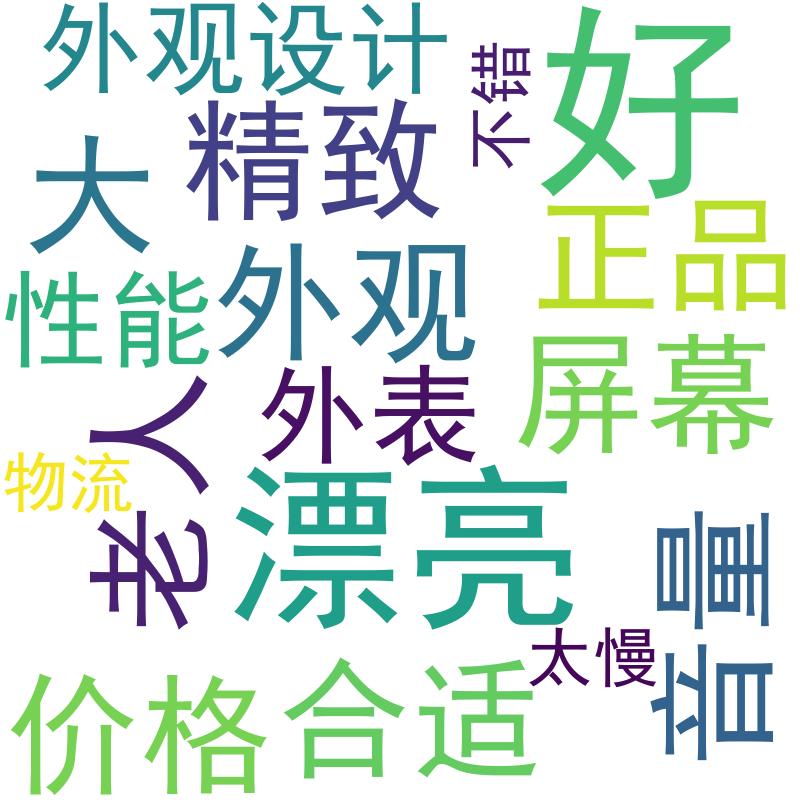 外观设计
不错
好
精致
大
正品
外观
性能
屏幕
外表
老人
物流
漂亮
音量
太慢
价格
合适